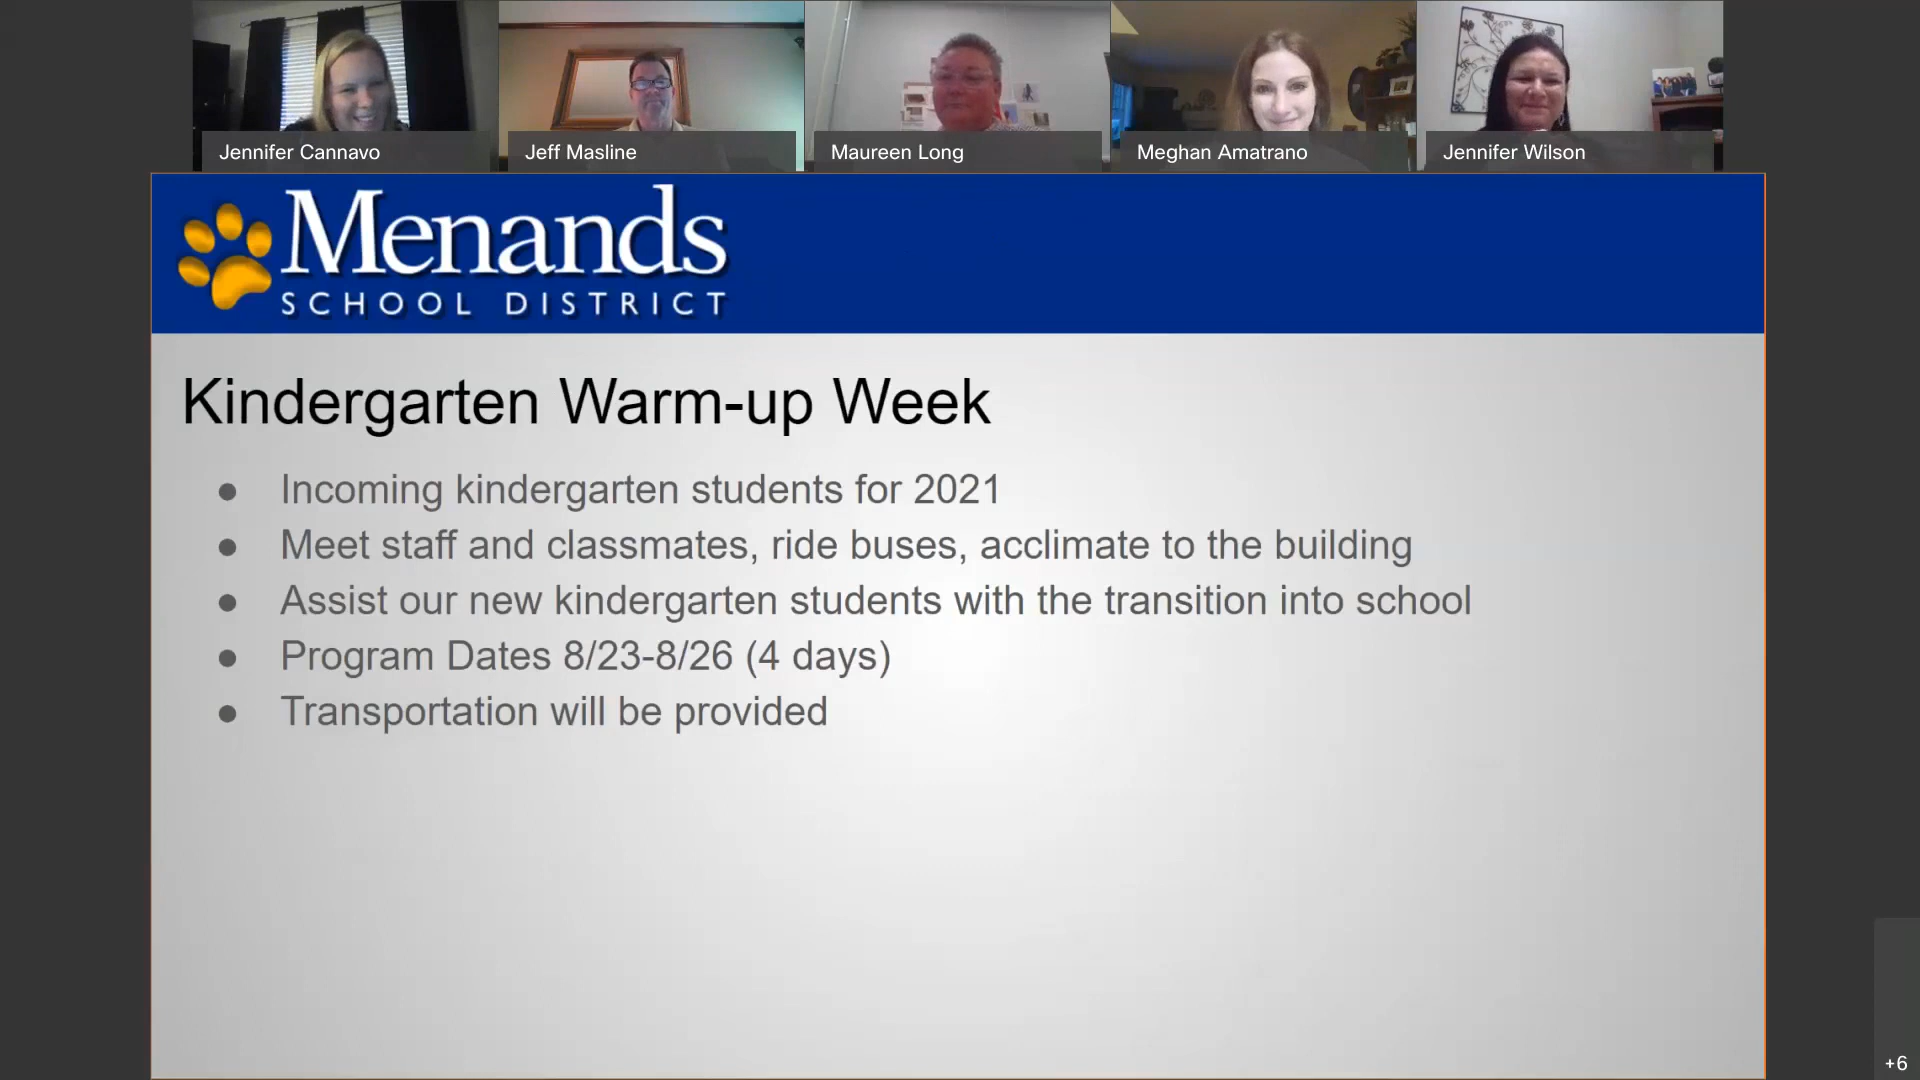 Jennifer Cannavo
Jeff Masline
Maureen Long
Meghan Amatrano
Jennifer Wilson
Menands
SCHOOL DISTRICT
Kindergarten Warm-up Week
● Incoming kindergarten students for 2021
● Meet staff and classmates, ride buses, acclimate to the building
● Assist our new kindergarten students with the transition into school
● Program Dates 8/23-8/26 (4 days)
● Transportation will be provided
+6